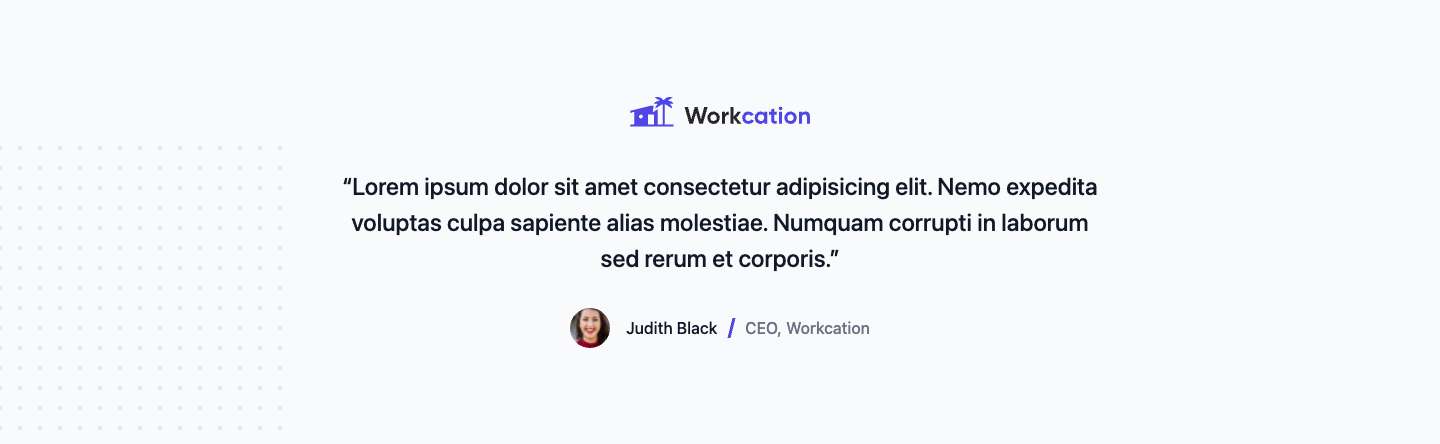 Workcation
“Lorem ipsum dolor sit amet consectetur adipisicing elit. Nemo expedita
voluptas culpa sapiente alias molestiae. Numquam corrupti in laborum
sed rerum et corporis.”
Judith Black / CEO, Workcation